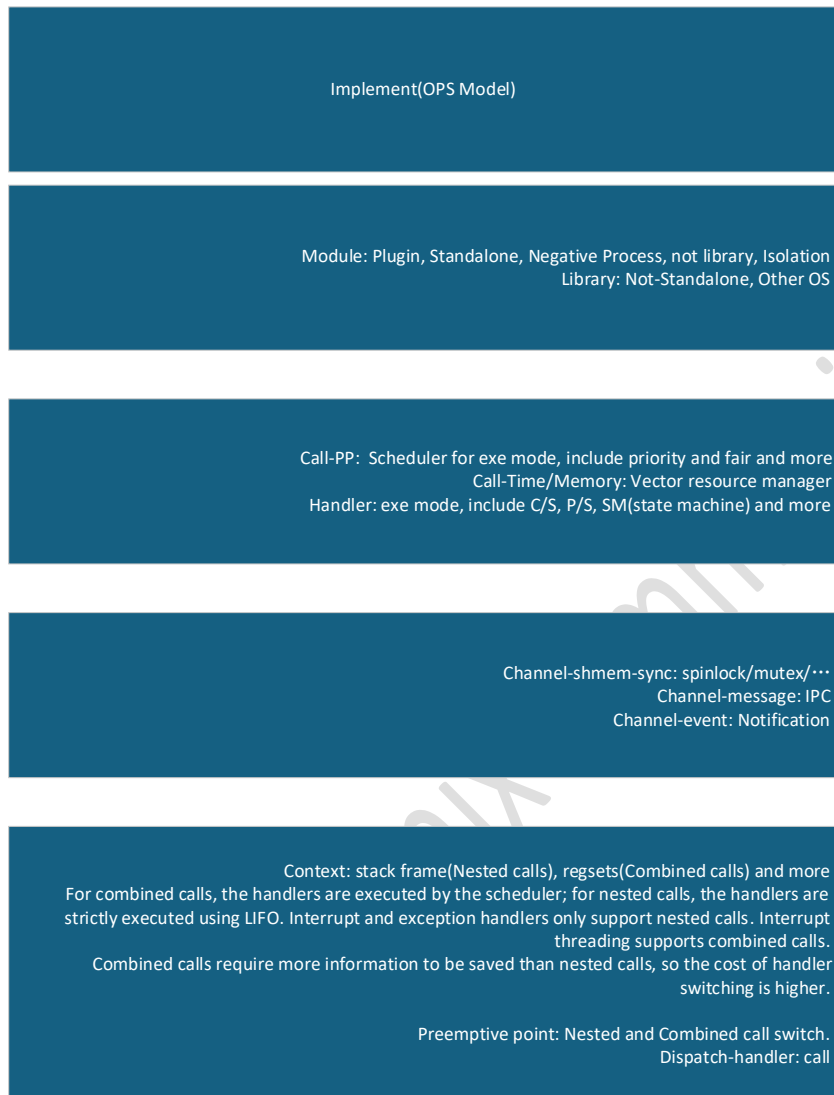 Implement(OPS Model)
Module: Plugin, Standalone, Negative Process, not library, Isolation
Library: Not-Standalone, Other OS
Call-PP:  Scheduler for exe mode, include priority and fair and more
Call-Time/Memory: Vector resource manager
Handler: exe mode, include C/S, P/S, SM(state machine) and more
Channel-shmem-sync: spinlock/mutex/⋯
Channel-message: IPC
Channel-event: Notification
Context: stack frame(Nested calls), regsets(Combined calls) and more
For combined calls, the handlers are executed by the scheduler; for nested calls, the handlers are
strictly executed using LIFO. Interrupt and exception handlers only support nested calls. Interrupt
threading supports combined calls.
Combined calls require more information to be saved than nested calls, so the cost of handler
switching is higher.
Preemptive point: Nested and Combined call switch.
Dispatch-handler: call